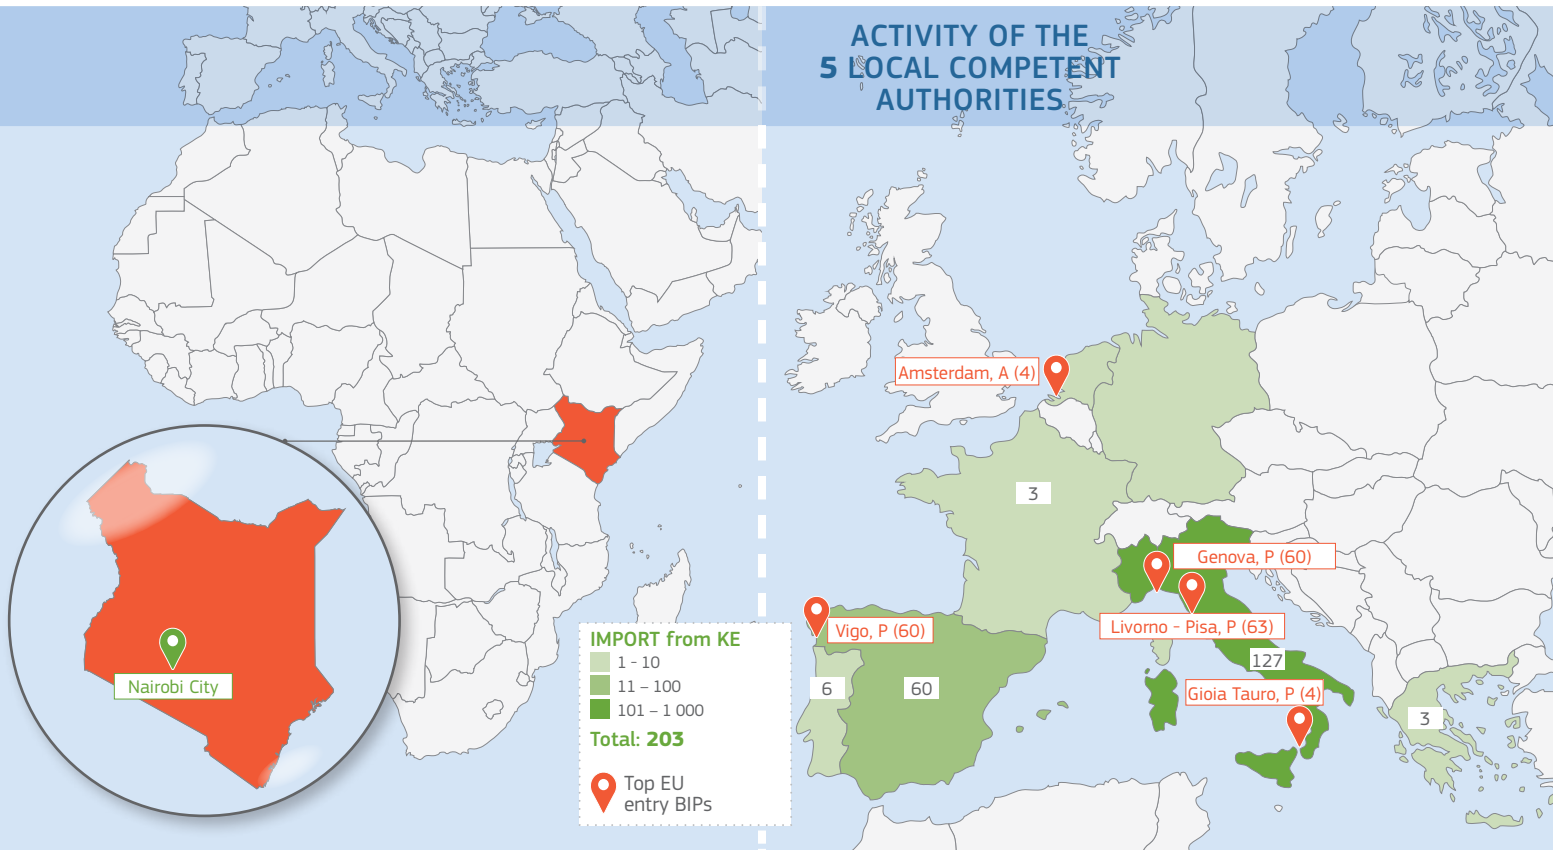 ACTIVITY OF THE
5 LOCAL COMPETENT
AUTHORITIES
Amsterdam, A (4)
3
Genova, P (60)
Livorno - Pisa, P (63)
Vigo, P (60)
127
6
60
Gioia Tauro, P (4)
3
Nairobi City
IMPORT from KE
1 - 10
11 – 100
101 – 1 000
Total: 203
Top EU
entry BIPs